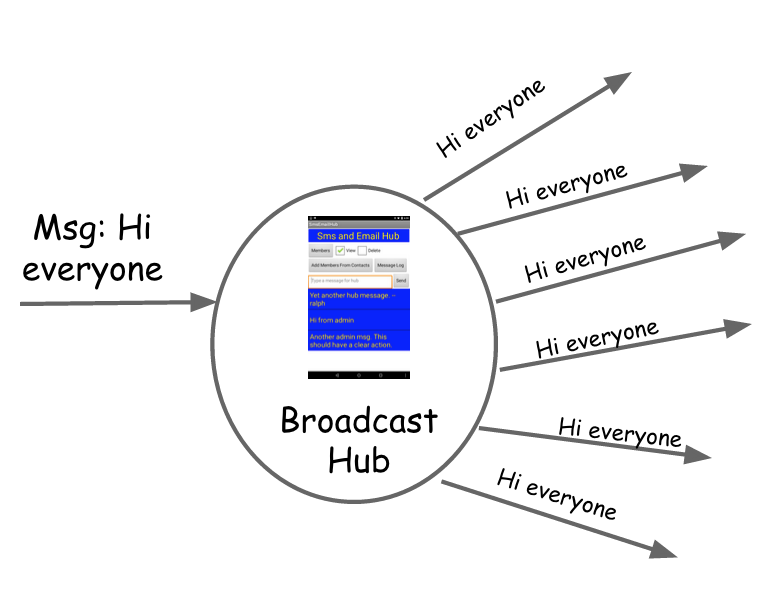 Msg: Hi
everyone
Sms and Email Hub
Members
View
Delete
Add Members From Contacts
Message Log
Type a message for hub
Send
Yet another hub message. --
ralph
Hi from admin
Another admin msg. This
should have a clear action.
Broadcast
Hub
Hi everyone
Hi everyone
Hi everyone
Hi everyone
Hi everyone
Hi everyone